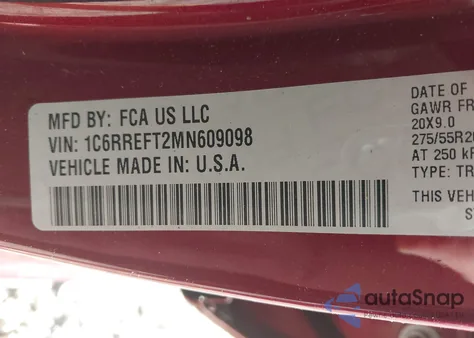 MFD BY: FCA US LLC
VIN: 1C6RREFT2MN609098
VEHICLE MADE IN: U.S.A.
DATE OF
GAWR FR
20X9.0
275/55R20
AT 250 kP
TYPE: TR
THIS VEH
S
autoSnap